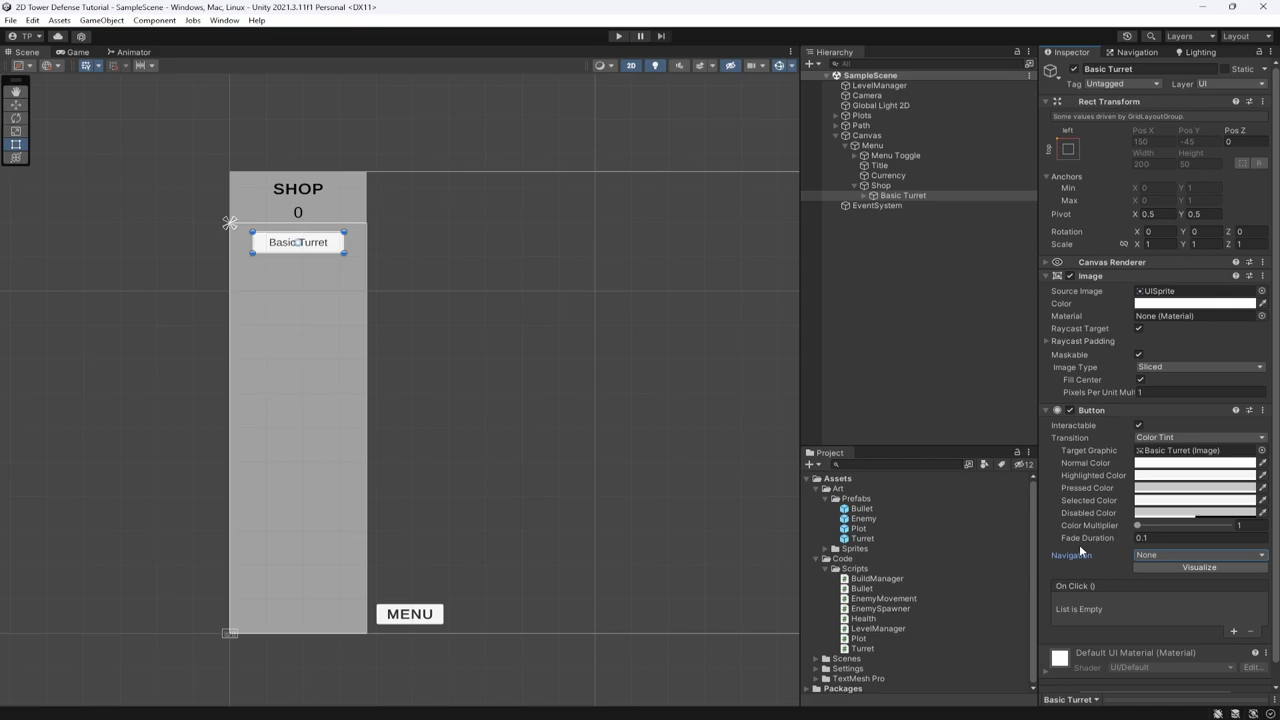 2D Tower Defense Tutorial - SampleScene - Windows, Mac, Linux - Unity 2021.3.11f1 Personal <DX11>
File Edit Assets GameObject Component Jobs Window Help
TP
Layers
Layout
Scene
Game
Animator
2D
SHOP
0
Basic Turret
MENU
Hierarchy
All
SampleScene
LevelManager
Camera
Global Light 2D
Plots
Path
Canvas
Menu
Menu Toggle
Title
Currency
Shop
Basic Turret
EventSystem
Project
12
Assets
Art
Prefabs
Bullet
Enemy
Plot
Turret
Sprites
Code
Scripts
BuildManager
Bullet
EnemyMovement
EnemySpawner
Health
LevelManager
Plot
Turret
Scenes
Settings
TextMesh Pro
Packages
Inspector
Navigation
Lighting
Basic Turret
Static
Tag Untagged Layer UI
Rect Transform
Some values driven by GridLayoutGroup.
left
top
Pos X Pos Y Pos Z
150 -45 0
Width Height
200 50
R
Anchors
Min X 0 Y 1
Max X 0 Y 1
Pivot X 0.5 Y 0.5
Rotation X 0 Y 0 Z 0
Scale X 1 Y 1 Z 1
Canvas Renderer
Image
Source Image UISprite
Color
Material None (Material)
Raycast Target
Raycast Padding
Maskable
Image Type Sliced
Fill Center
Pixels Per Unit Mult 1
Button
Interactable
Transition Color Tint
Target Graphic Basic Turret (Image)
Normal Color
Highlighted Color
Pressed Color
Selected Color
Disabled Color
Color Multiplier 1
Fade Duration 0.1
Navigation None
Visualize
On Click ()
List is Empty
Default UI Material (Material)
Shader UI/Default Edit...
Basic Turret